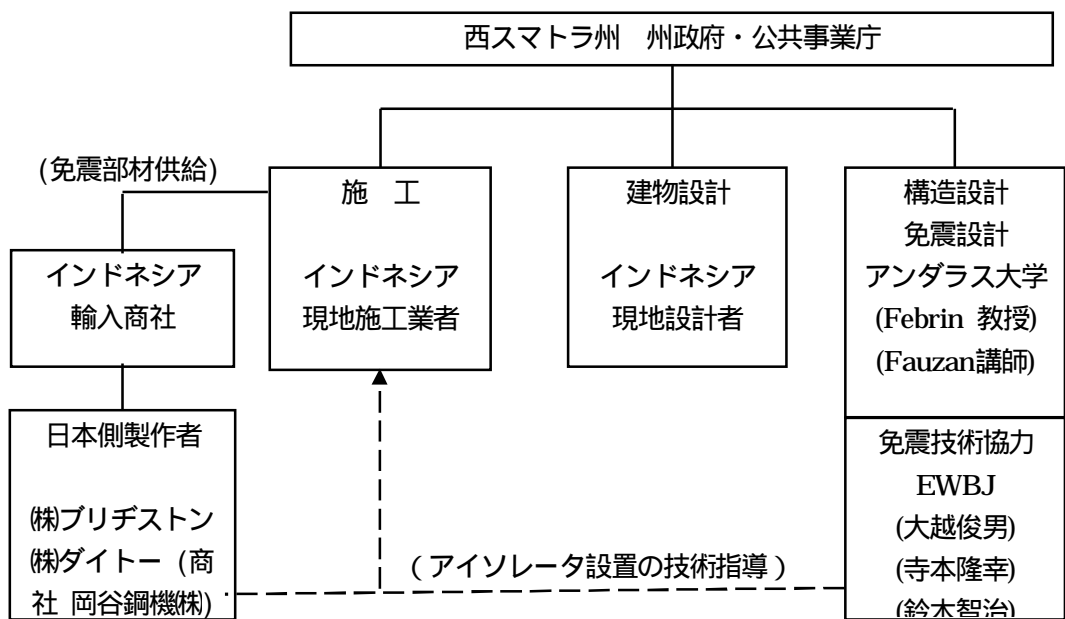 西スマトラ州　州政府・公共事業庁
(免震部材供給)
施　工
インドネシア
現地施工業者
建物設計
インドネシア
現地設計者
構造設計
免震設計
アンダラス大学
(Febrin 教授)
(Fauzan講師)
インドネシア
輸入商社
日本側製作者
㈱ブリヂストン
㈱ダイトー (商
社 岡谷鋼機㈱)
(アイソレータ設置の技術指導)
免震技術協力
EWBJ
(大越俊男)
(寺本隆幸)
(鈴木智治)